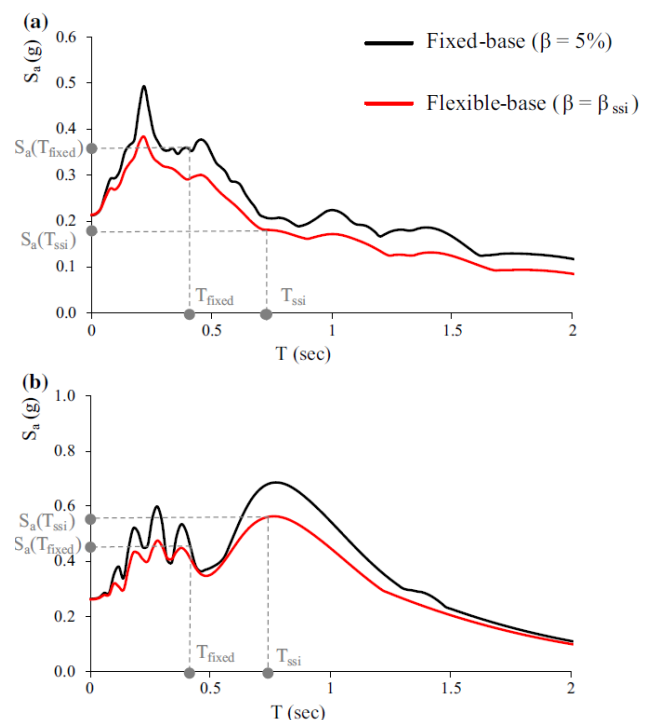 (a)
0.6
0.5
0.4
0.3
0.2
0.1
0.0
Sa (g)
Sa(Tfixed)
Sa(Tssi)
Fixed-base (β = 5%)
Flexible-base (β = βssi)
Tfixed
Tssi
0 0.5 1 1.5 2
T (sec)
(b)
1.0
0.8
0.6
0.4
0.2
0.0
Sa (g)
Sa(Tssi)
Sa(Tfixed)
Tfixed
Tssi
0 0.5 1 1.5 2
T (sec)